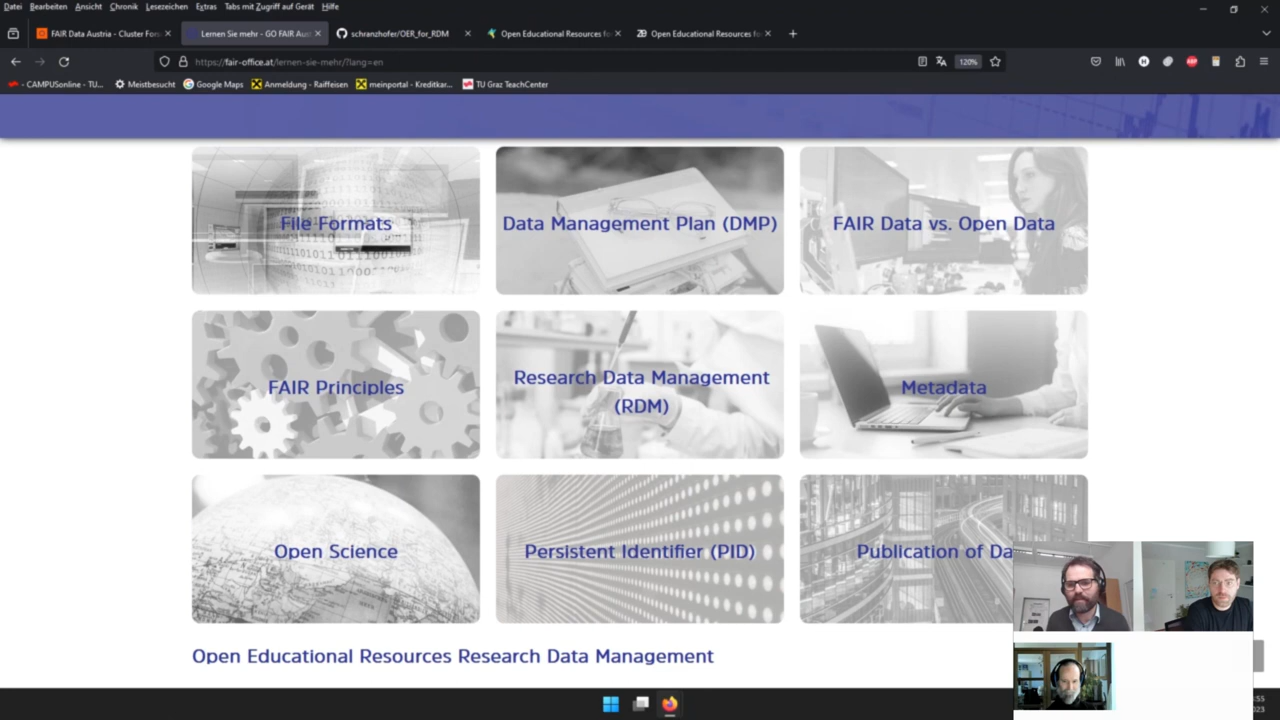 Datei Bearbeiten Ansicht Chronik Lesezeichen Extras Tabs mit Zugriff auf Gerät Hilfe
FAIR Data Austria - Cluster For
Lernen Sie mehr - GO FAIR Aus
schranzhofer/OER_for_RDM
Open Educational Resources fo
Open Educational Resources for
https://fair-office.at/lernen-sie-mehr/?lang=en
120%
- CAMPUSonline - TU...
Meistbesucht
Google Maps
Anmeldung - Raiffeisen
meinportal - Kreditkar...
TU Graz TeachCenter
File Formats
Data Management Plan (DMP)
FAIR Data vs. Open Data
FAIR Principles
Research Data Management
(RDM)
Metadata
Open Science
Persistent Identifier (PID)
Publication of Da
Open Educational Resources Research Data Management